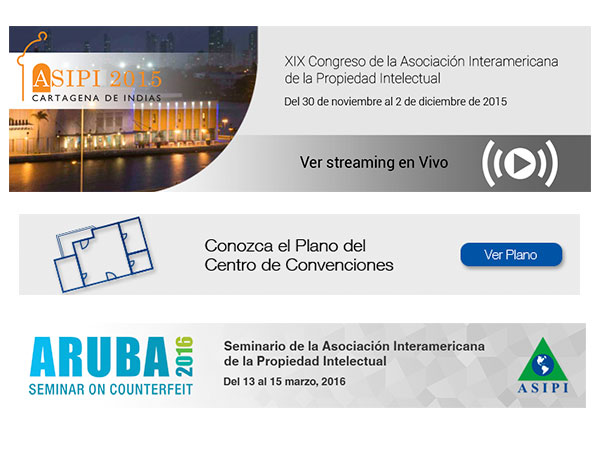 ASIPI 2015
CARTAGENA DE INDIAS
XIX Congreso de la Asociación Interamericana
de la Propiedad Intelectual
Del 30 de noviembre al 2 de diciembre de 2015
Ver streaming en Vivo
Conozca el Plano del
Centro de Convenciones
Ver Plano
ARUBA 2016
SEMINAR ON COUNTERFEIT
Seminario de la Asociación Interamericana
de la Propiedad Intelectual
Del 13 al 15 marzo, 2016
ASIPI